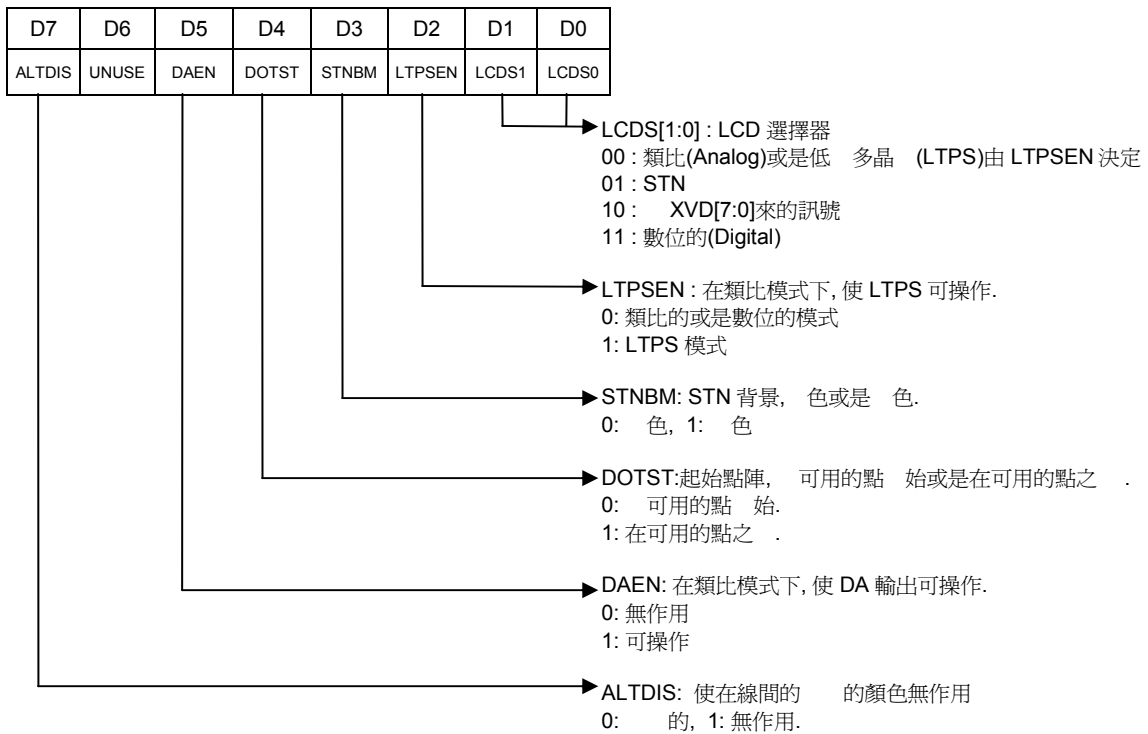 D7 D6 D5 D4 D3 D2 D1 D0
ALTDIS UNUSE DAEN DOTST STNBM LTPSEN LCDS1 LCDS0
LCDS[1:0] : LCD 選擇器
00 : 類比(Analog)或是低 多晶 (LTPS)由 LTPSEN 決定
01 : STN
10 : XVD[7:0]來的訊號
11 : 數位的(Digital)
LTPSEN : 在類比模式下, 使 LTPS 可操作.
0: 類比的或是數位的模式
1: LTPS 模式
STNBM: STN 背景, 色或是 色.
0: 色, 1: 色
DOTST:起始點陣, 可用的點 始或是在可用的點之 .
0: 可用的點 始.
1: 在可用的點之 .
DAEN: 在類比模式下, 使 DA 輸出可操作.
0: 無作用
1: 可操作
ALTDIS: 使在線間的 的顏色無作用
0: 的, 1: 無作用.